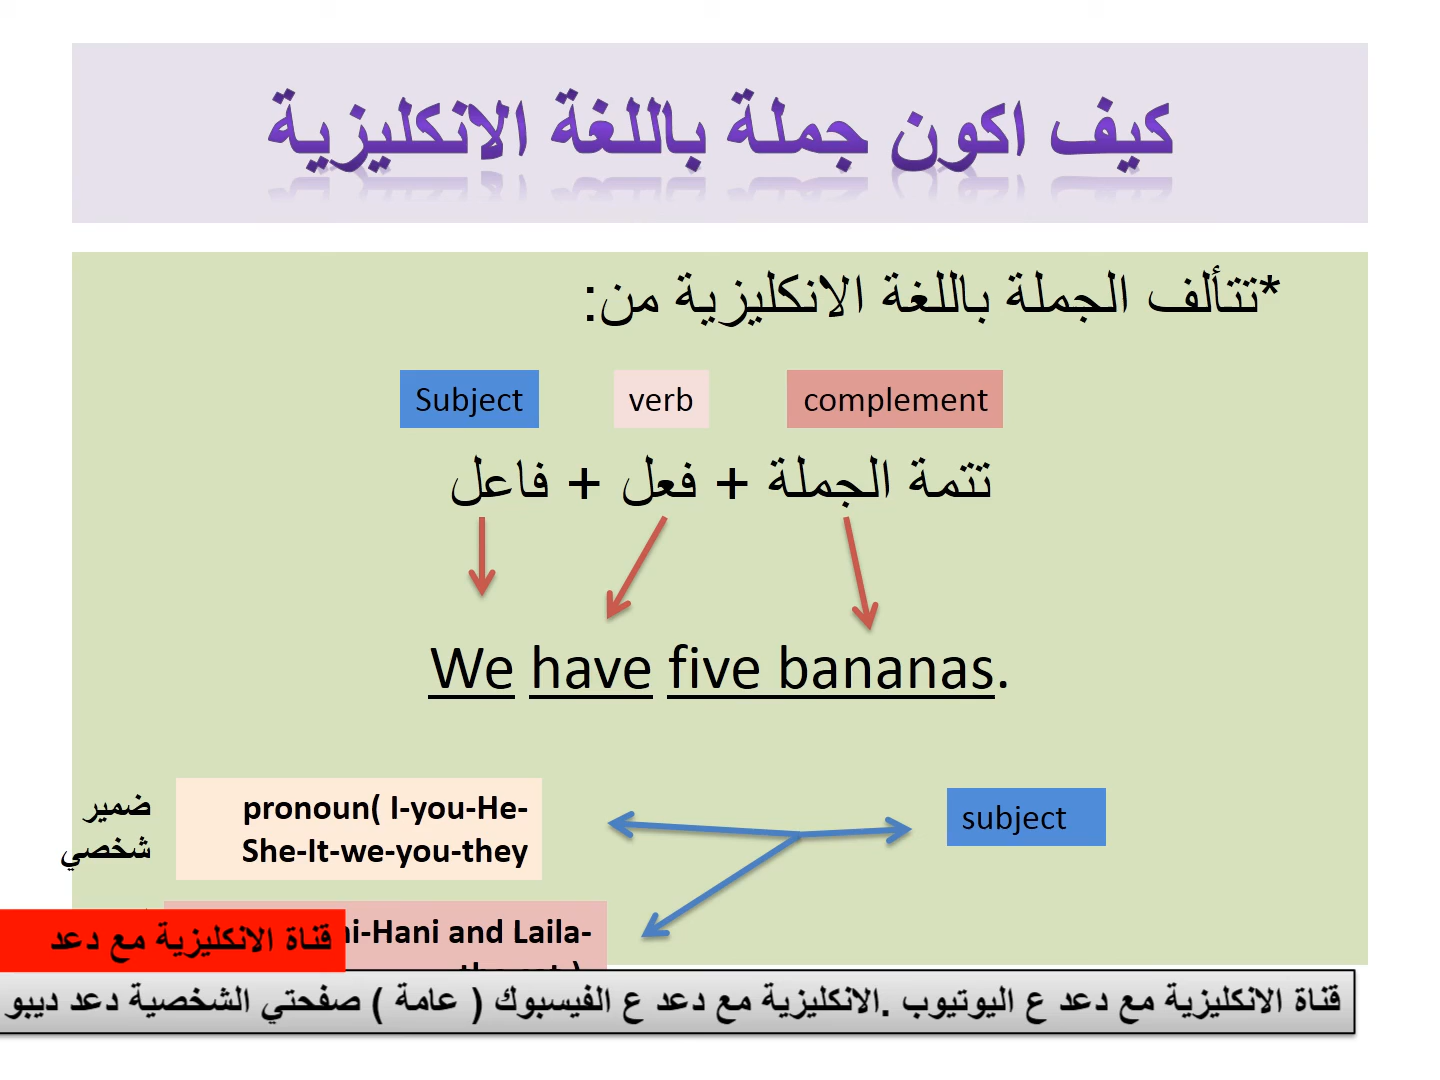 كيف اكون جملة باللغة الانكليزية
*تتألف الجملة باللغة الانكليزية من:
Subject verb complement
تتمة الجملة + فعل + فاعل
We have five bananas.
ضمير pronoun( I-you-He- subject
شخصي She-It-we-you-they
قناة الانكليزية مع دعد -Hani and Laila-
قناة الانكليزية مع دعد ع اليوتيوب .الانكليزية مع دعد ع الفيسبوك ( عامة ) صفحتي الشخصية دعد ديبو